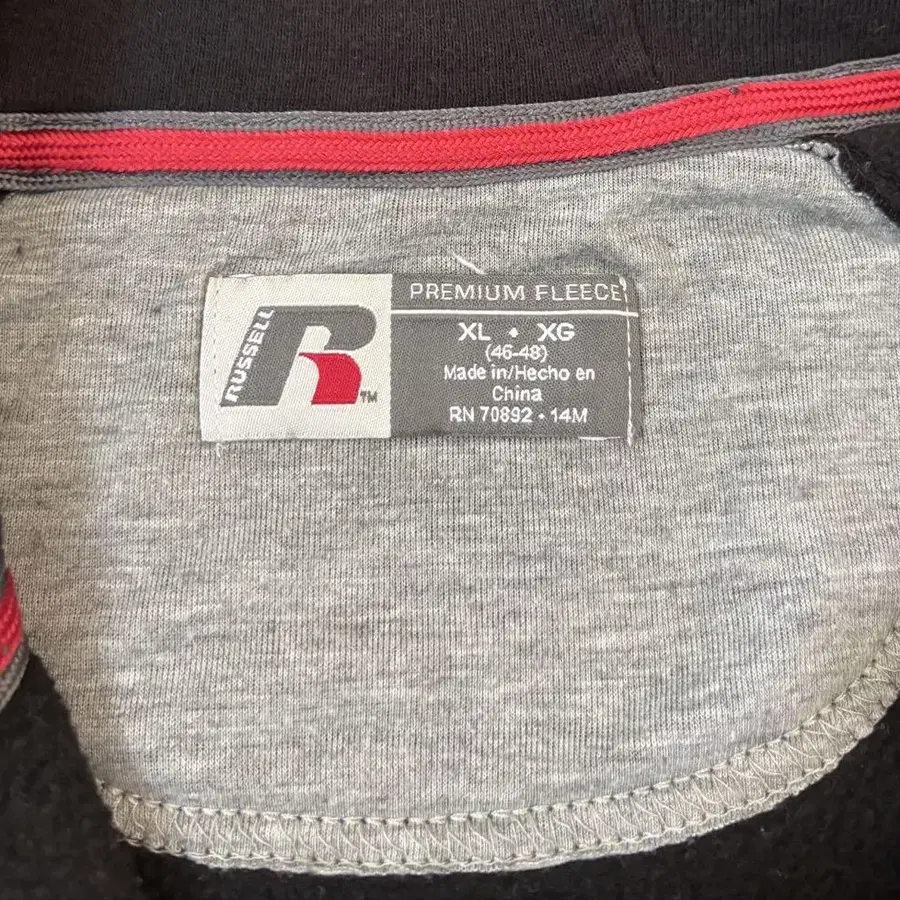 RUSSELL
R
TM
PREMIUM FLEECE
XL • XG
(46-48)
Made in/Hecho en
China
RN 70892 • 14M